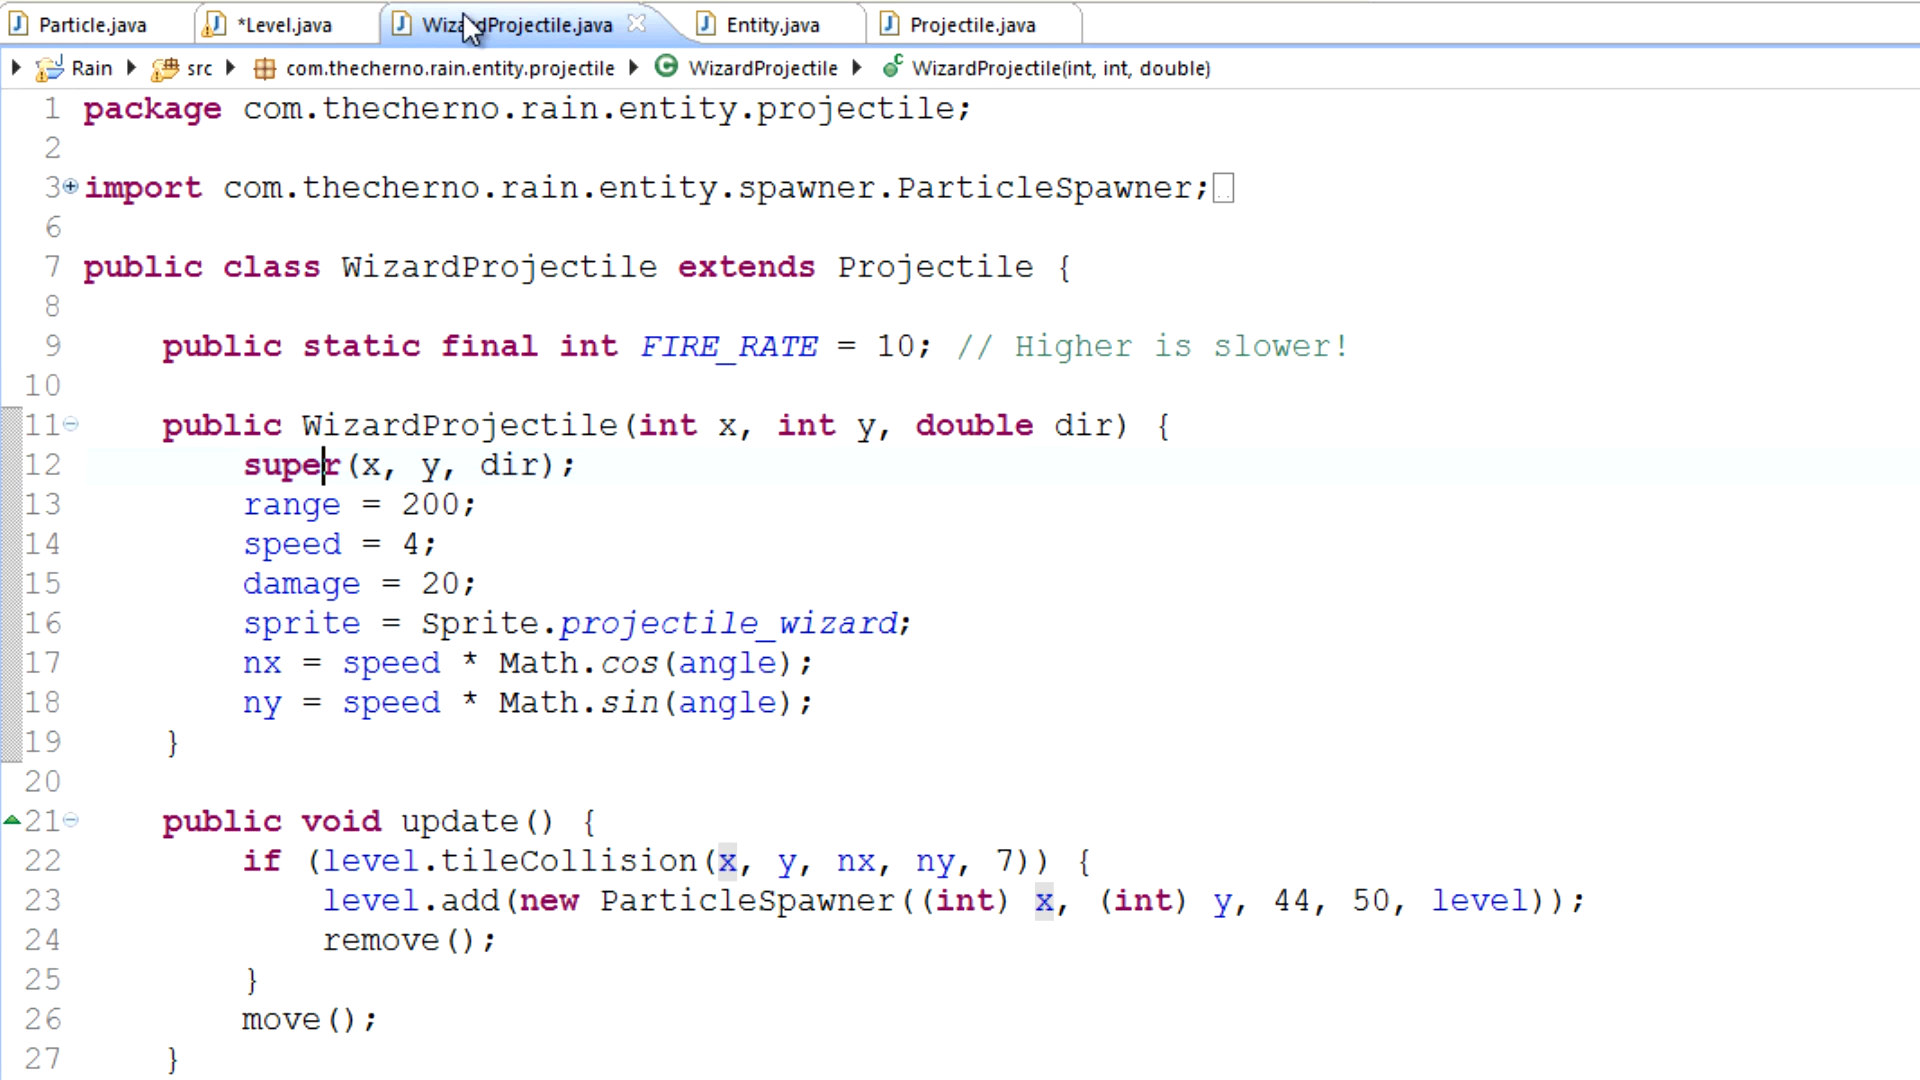 Particle.java *Level.java WizardProjectile.java Entity.java Projectile.java
Rain src com.thecherno.rain.entity.projectile WizardProjectile WizardProjectile(int, int, double)
1 package com.thecherno.rain.entity.projectile;
2
3 import com.thecherno.rain.entity.spawner.ParticleSpawner;
6
7 public class WizardProjectile extends Projectile {
8
9 public static final int FIRE_RATE = 10; // Higher is slower!
10
11 public WizardProjectile(int x, int y, double dir) {
12 super(x, y, dir);
13 range = 200;
14 speed = 4;
15 damage = 20;
16 sprite = Sprite.projectile_wizard;
17 nx = speed * Math.cos(angle);
18 ny = speed * Math.sin(angle);
19 }
20
21 public void update() {
22 if (level.tileCollision(x, y, nx, ny, 7)) {
23 level.add(new ParticleSpawner((int) x, (int) y, 44, 50, level));
24 remove();
25 }
26 move();
27 }